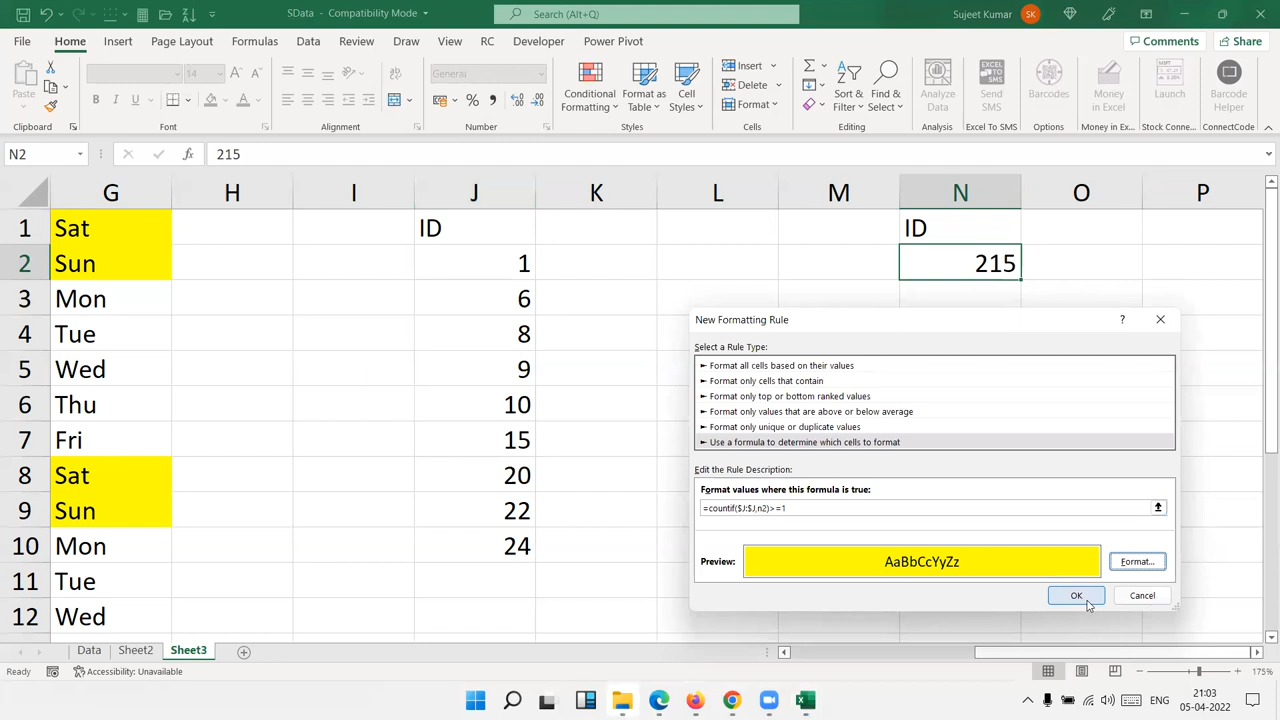 SData - Compatibility Mode
Search (Alt+Q)
Sujeet Kumar SK
File Home Insert Page Layout Formulas Data Review View Draw RC Developer Power Pivot Comments Share
Paste
Clipboard
14
B I U
Font
Alignment
General
Number
Conditional Formatting
Format as Table
Cell Styles
Styles
Insert
Delete
Format
Cells
Sort & Filter
Find & Select
Editing
Analyze Data
Analysis
Send SMS
Excel To SMS
Barcodes
Options
Money in Excel
Money in Ex...
Launch
Stock Conne...
Barcode Helper
ConnectCode
N2 fx 215
G H I J K L M N O P
1 Sat ID ID
2 Sun 1 215
3 Mon 6
4 Tue 8
5 Wed 9
6 Thu 10
7 Fri 15
8 Sat 20
9 Sun 22
10 Mon 24
11 Tue
12 Wed
New Formatting Rule ?
Select a Rule Type:
► Format all cells based on their values
► Format only cells that contain
► Format only top or bottom ranked values
► Format only values that are above or below average
► Format only unique or duplicate values
► Use a formula to determine which cells to format
Edit the Rule Description:
Format values where this formula is true:
=countif($J:$J,n2)>=1
Preview: AaBbCcYyZz Format...
OK Cancel
Data Sheet2 Sheet3
Ready Accessibility: Unavailable 175%
ENG
21:03
05-04-2022